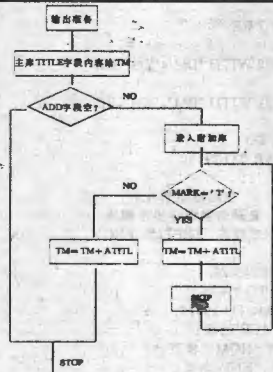 输出准备
主库TITLE字段内容给TM
ADD字段空?
NO
进入附加库
NO
MARK='T'?
YES
TM=TM+ATITL
TM=TM+ATITL
SKIP
STOP